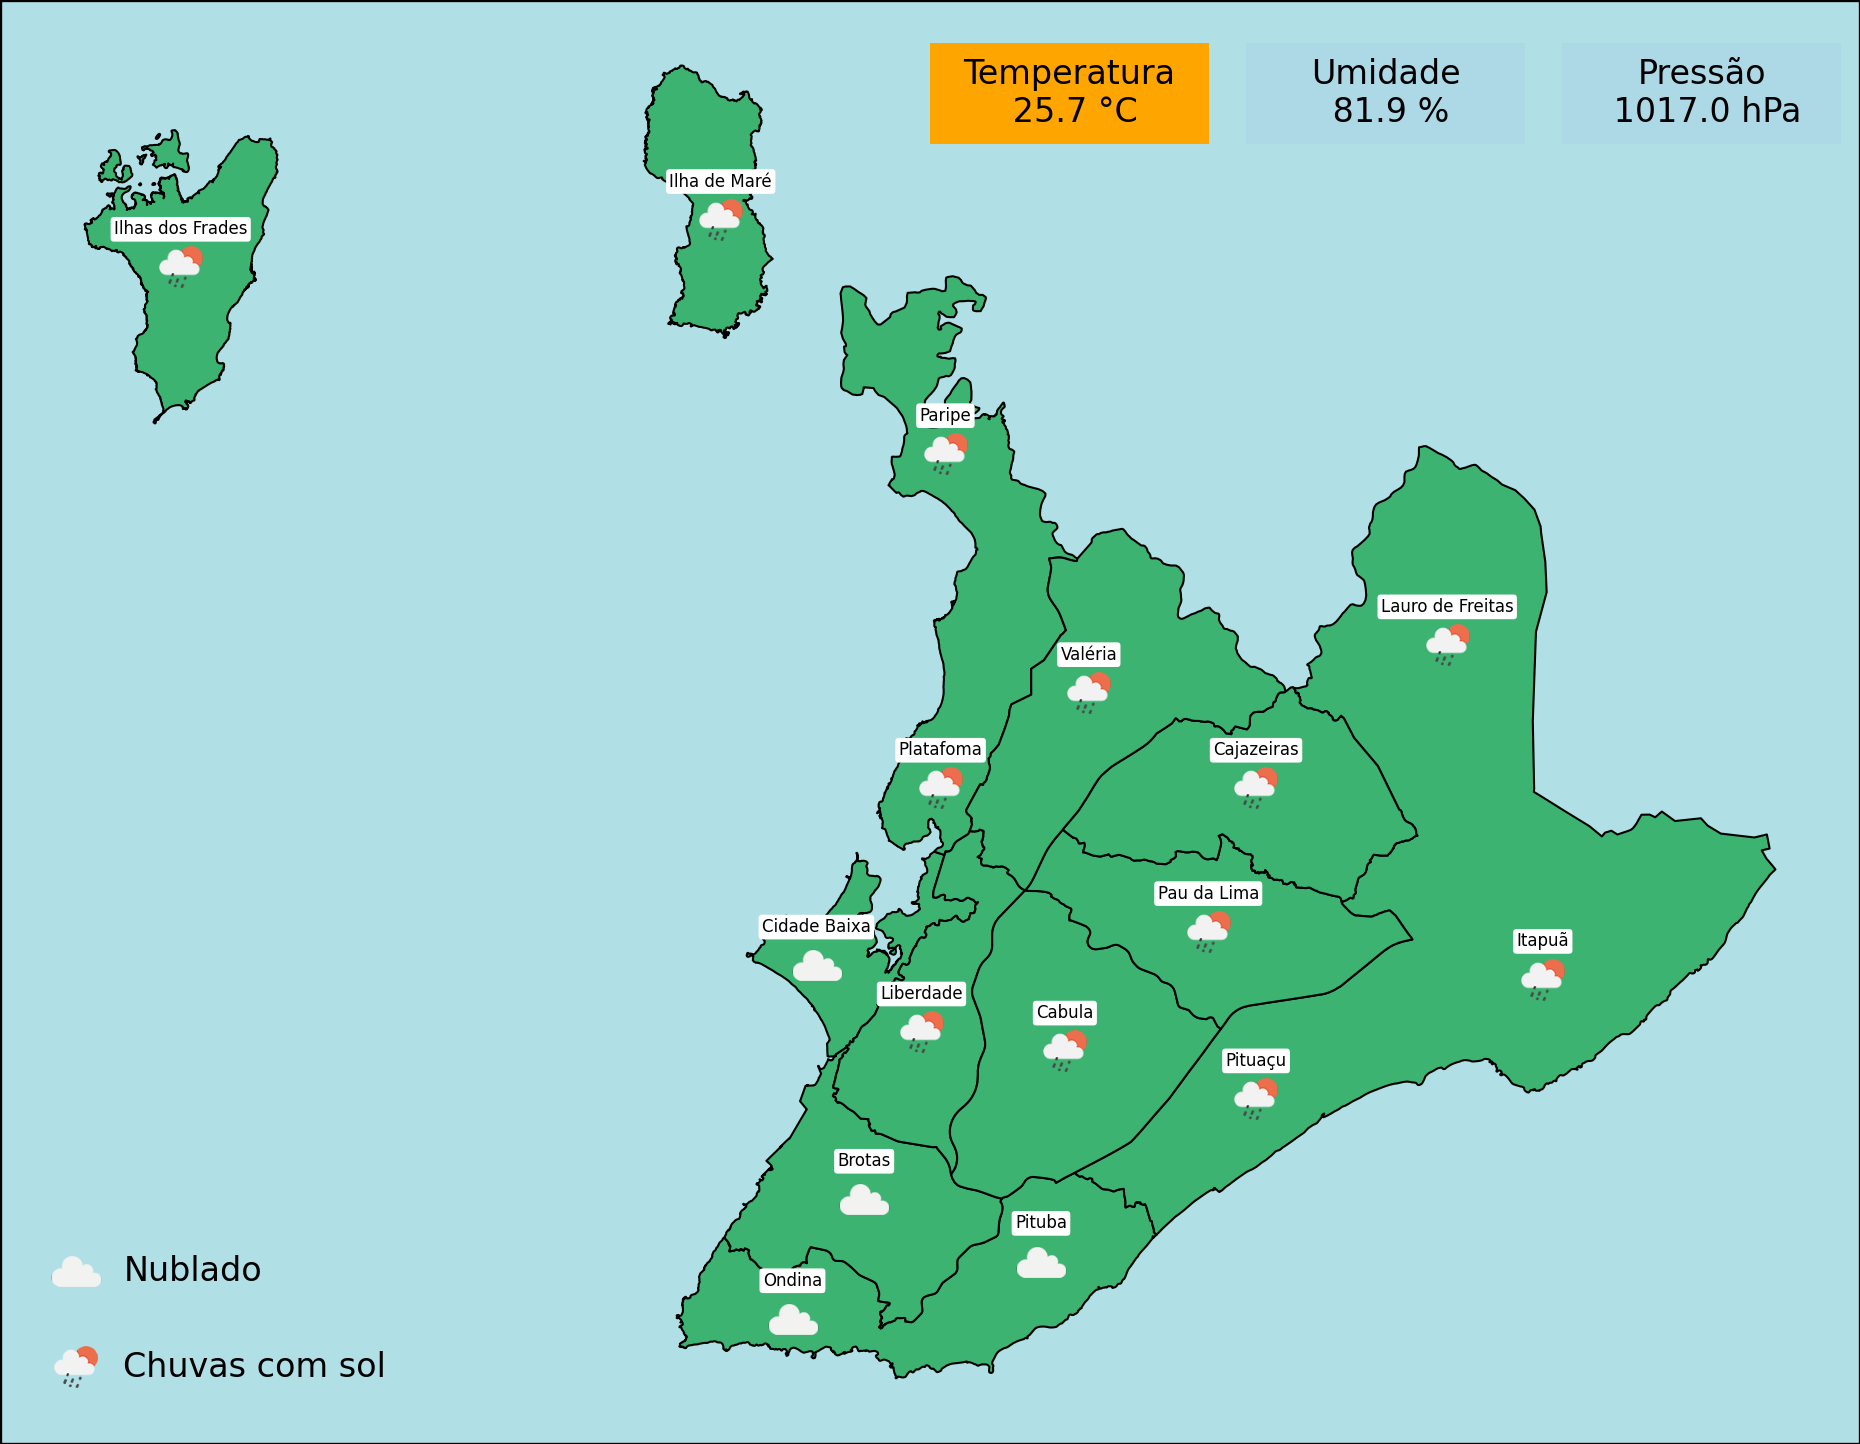 Temperatura
25.7 °C
Umidade
81.9 %
Pressão
1017.0 hPa
Ilha de Maré
Ilhas dos Frades
Paripe
Lauro de Freitas
Valéria
Platafoma
Cajazeiras
Pau da Lima
Cidade Baixa
Itapuã
Liberdade
Cabula
Pituaçu
Brotas
Pituba
Ondina
Nublado
Chuvas com sol